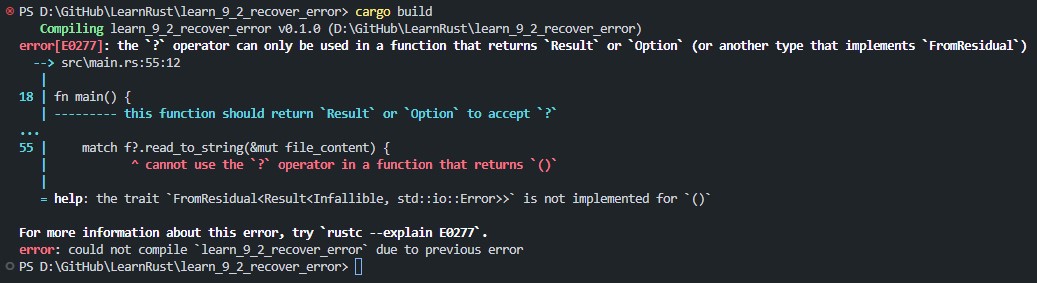 PS D:\GitHub\LearnRust\learn_9_2_recover_error> cargo build
   Compiling learn_9_2_recover_error v0.1.0 (D:\GitHub\LearnRust\learn_9_2_recover_error)
error[E0277]: the `?` operator can only be used in a function that returns `Result` or `Option` (or another type that implements `FromResidual`)
  --> src\main.rs:55:12
   |
18 | fn main() {
   | --------- this function should return `Result` or `Option` to accept `?`
...
55 |     match f?.read_to_string(&mut file_content) {
   |            ^ cannot use the `?` operator in a function that returns `()`
   |
   = help: the trait `FromResidual<Result<Infallible, std::io::Error>>` is not implemented for `()`

For more information about this error, try `rustc --explain E0277`.
error: could not compile `learn_9_2_recover_error` due to previous error
PS D:\GitHub\LearnRust\learn_9_2_recover_error>